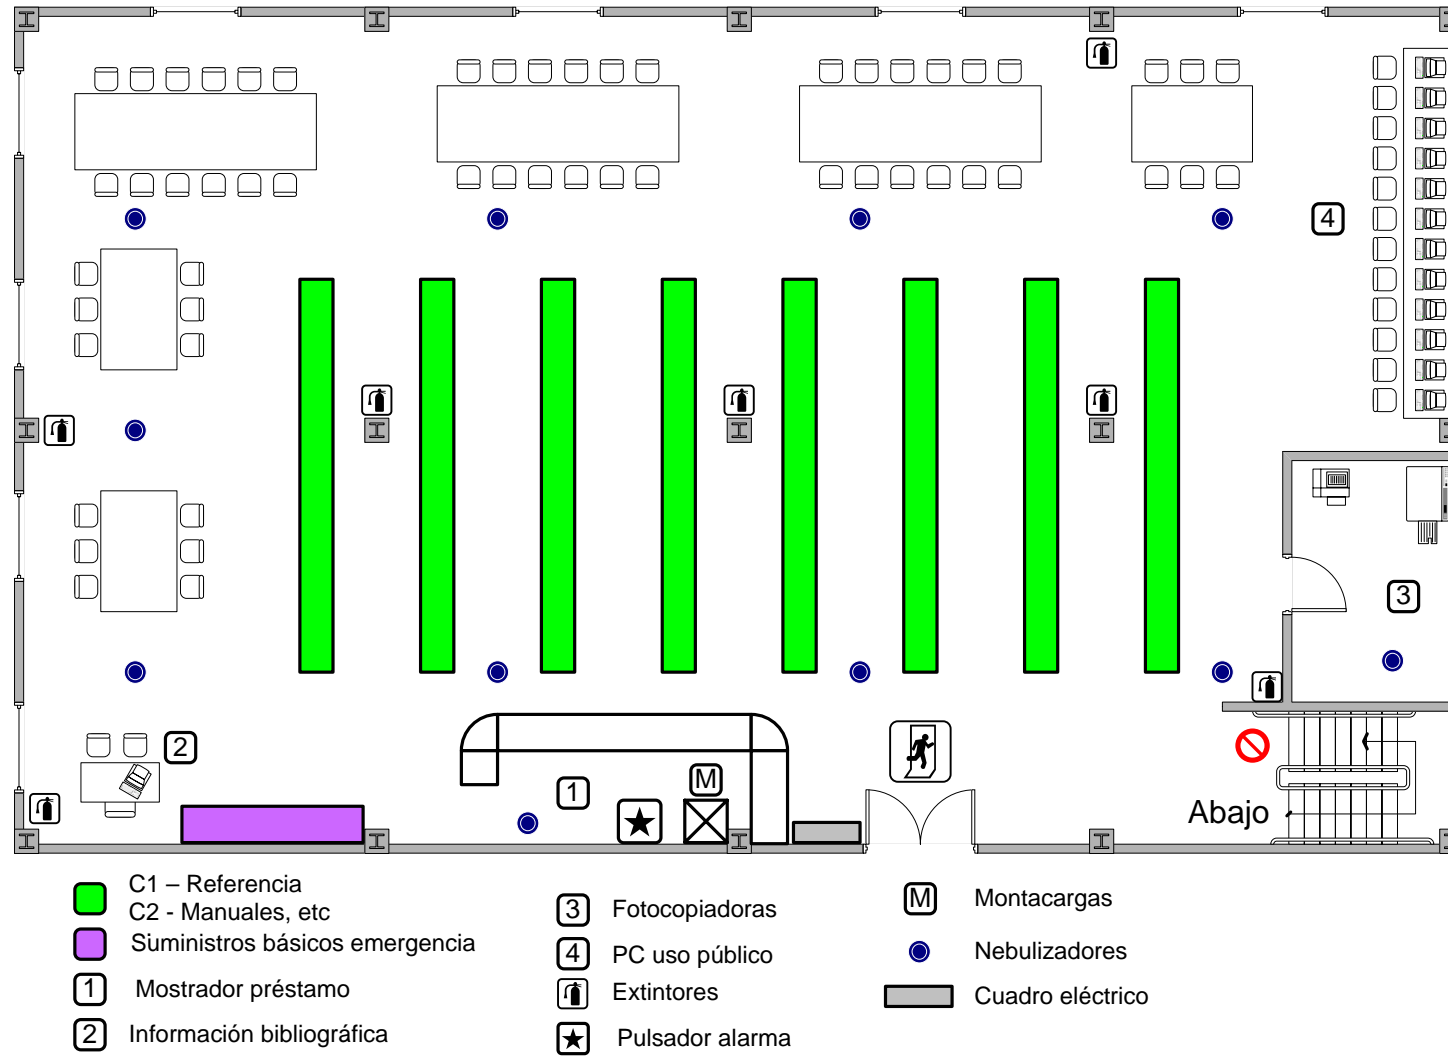 4
3
2
M
1
Abajo
C1 – Referencia
C2 - Manuales, etc
Suministros básicos emergencia
1 Mostrador préstamo
2 Información bibliográfica
3 Fotocopiadoras
4 PC uso público
Extintores
Pulsador alarma
M Montacargas
Nebulizadores
Cuadro eléctrico